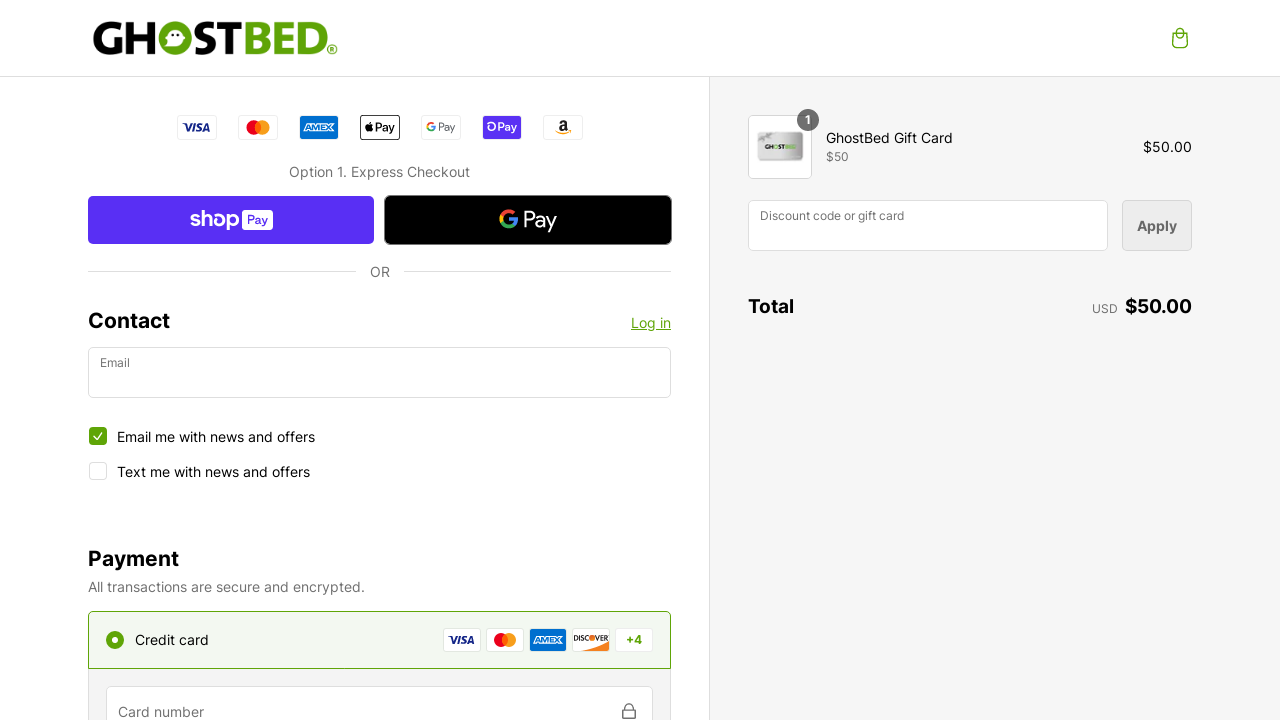 GHOSTBED®
VISA AMEX Pay G Pay Pay a
Option 1. Express Checkout
shop Pay G Pay
OR
Contact Log in
Email
Email me with news and offers
Text me with news and offers
Payment
All transactions are secure and encrypted.
Credit card VISA AMEX DISCOVER +4
Card number
GHOSTBED 1
GhostBed Gift Card $50.00
$50
Discount code or gift card
Apply
Total USD $50.00